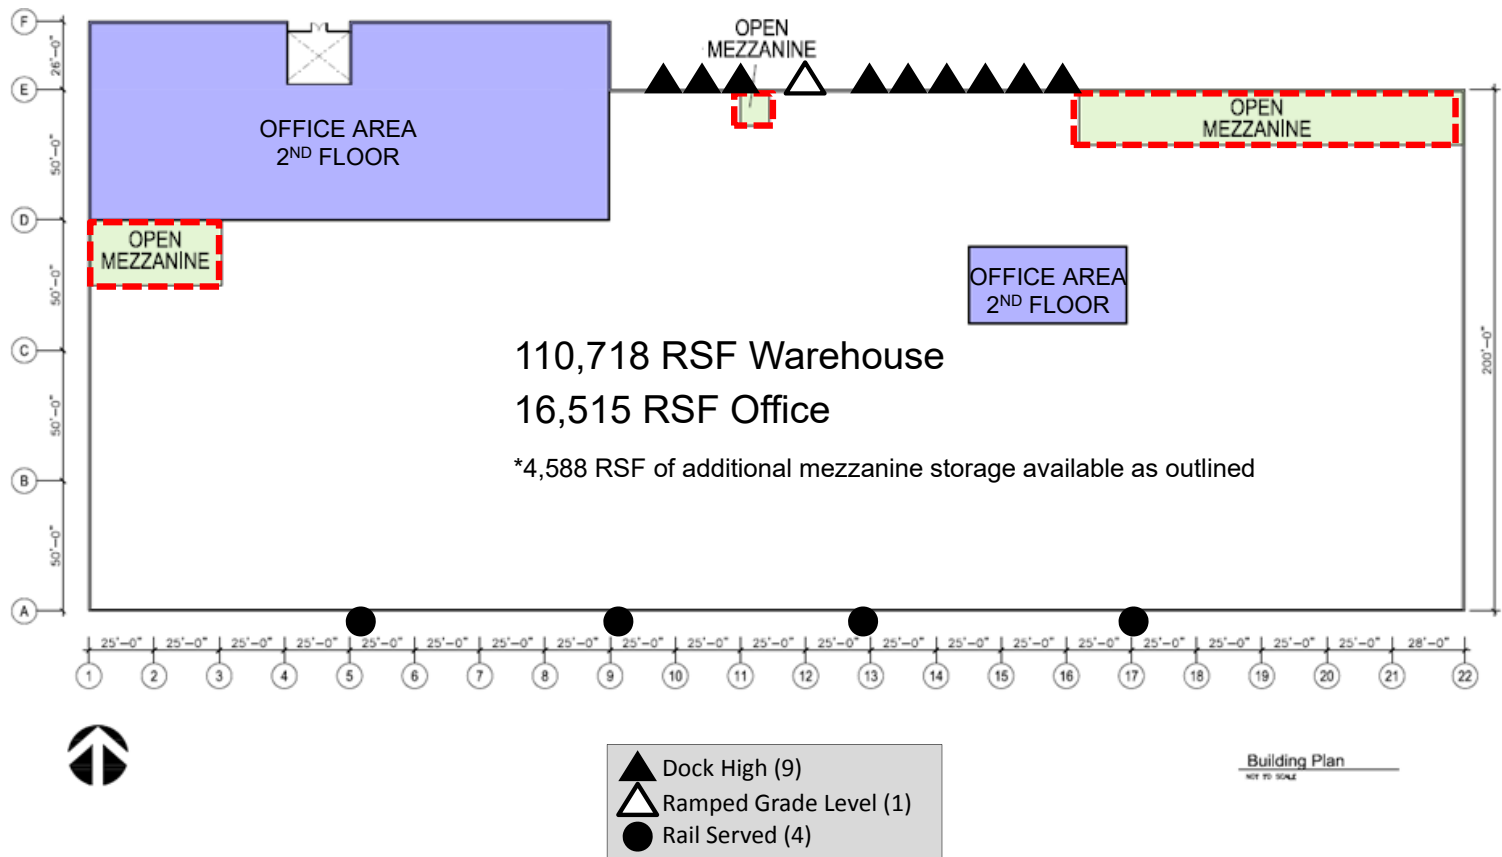 F
26'-0"
E
50'-0"
D
50'-0"
C
50'-0"
B
50'-0"
A
OPEN
MEZZANINE
OFFICE AREA
2ND FLOOR
OPEN
MEZZANINE
OPEN
MEZZANINE
OFFICE AREA
2ND FLOOR
200'-0"
110,718 RSF Warehouse
16,515 RSF Office
*4,588 RSF of additional mezzanine storage available as outlined
25'-0" 25'-0" 25'-0" 25'-0" 25'-0" 25'-0" 25'-0" 25'-0" 25'-0" 25'-0" 25'-0" 25'-0" 25'-0" 25'-0" 25'-0" 25'-0" 25'-0" 25'-0" 25'-0" 25'-0" 28'-0"
1 2 3 4 5 6 7 8 9 10 11 12 13 14 15 16 17 18 19 20 21 22
Dock High (9)
Ramped Grade Level (1)
Rail Served (4)
Building Plan
NOT TO SCALE